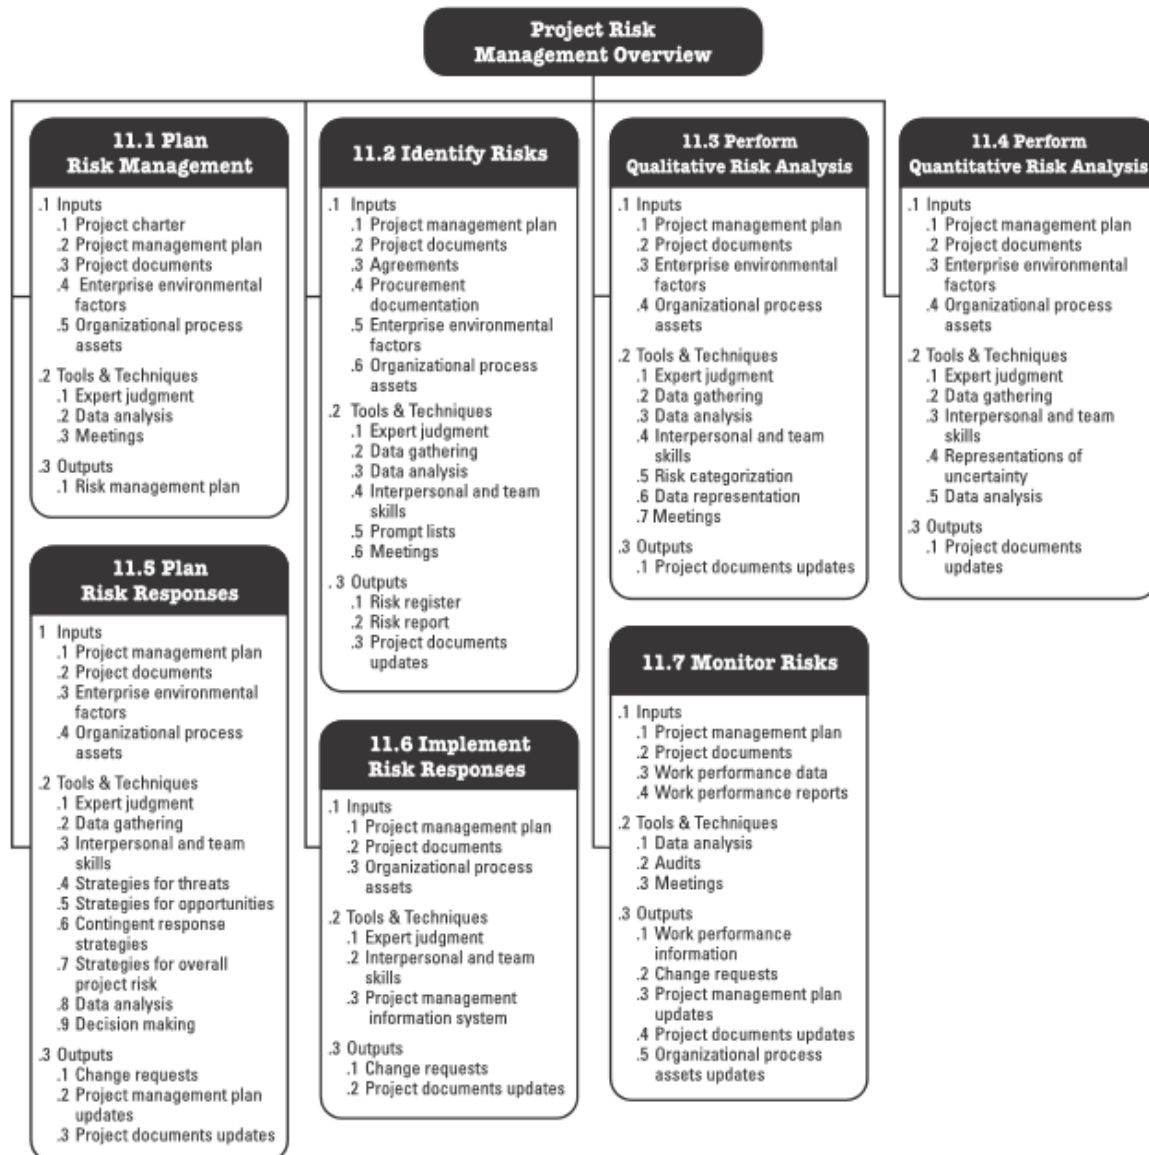 Project Risk
Management Overview
11.1 Plan
Risk Management
.1 Inputs
.1 Project charter
.2 Project management plan
.3 Project documents
.4 Enterprise environmental
factors
.5 Organizational process
assets
.2 Tools & Techniques
.1 Expert judgment
.2 Data analysis
.3 Meetings
.3 Outputs
.1 Risk management plan
11.2 Identify Risks
.1 Inputs
.1 Project management plan
.2 Project documents
.3 Agreements
.4 Procurement
documentation
.5 Enterprise environmental
factors
.6 Organizational process
assets
.2 Tools & Techniques
.1 Expert judgment
.2 Data gathering
.3 Data analysis
.4 Interpersonal and team
skills
.5 Prompt lists
.6 Meetings
.3 Outputs
.1 Risk register
.2 Risk report
.3 Project documents
updates
11.3 Perform
Qualitative Risk Analysis
.1 Inputs
.1 Project management plan
.2 Project documents
.3 Enterprise environmental
factors
.4 Organizational process
assets
.2 Tools & Techniques
.1 Expert judgment
.2 Data gathering
.3 Data analysis
.4 Interpersonal and team
skills
.5 Risk categorization
.6 Data representation
.7 Meetings
.3 Outputs
.1 Project documents updates
11.4 Perform
Quantitative Risk Analysis
.1 Inputs
.1 Project management plan
.2 Project documents
.3 Enterprise environmental
factors
.4 Organizational process
assets
.2 Tools & Techniques
.1 Expert judgment
.2 Data gathering
.3 Interpersonal and team
skills
.4 Representations of
uncertainty
.5 Data analysis
.3 Outputs
.1 Project documents
updates
11.5 Plan
Risk Responses
1 Inputs
.1 Project management plan
.2 Project documents
.3 Enterprise environmental
factors
.4 Organizational process
assets
.2 Tools & Techniques
.1 Expert judgment
.2 Data gathering
.3 Interpersonal and team
skills
.4 Strategies for threats
.5 Strategies for opportunities
.6 Contingent response
strategies
.7 Strategies for overall
project risk
.8 Data analysis
.9 Decision making
.3 Outputs
.1 Change requests
.2 Project management plan
updates
.3 Project documents updates
11.6 Implement
Risk Responses
.1 Inputs
.1 Project management plan
.2 Project documents
.3 Organizational process
assets
.2 Tools & Techniques
.1 Expert judgment
.2 Interpersonal and team
skills
.3 Project management
information system
.3 Outputs
.1 Change requests
.2 Project documents updates
11.7 Monitor Risks
.1 Inputs
.1 Project management plan
.2 Project documents
.3 Work performance data
.4 Work performance reports
.2 Tools & Techniques
.1 Data analysis
.2 Audits
.3 Meetings
.3 Outputs
.1 Work performance
information
.2 Change requests
.3 Project management plan
updates
.4 Project documents updates
.5 Organizational process
assets updates